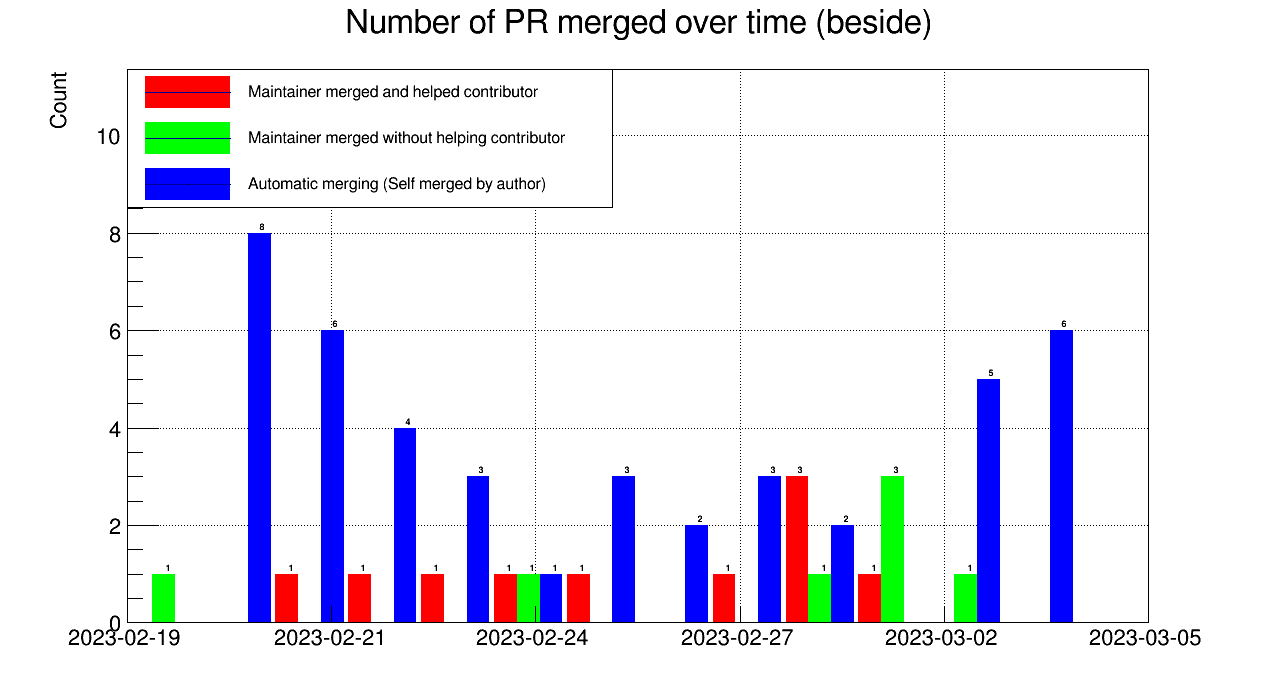 Number of PR merged over time (beside)
Count
Maintainer merged and helped contributor
Maintainer merged without helping contributor
Automatic merging (Self merged by author)
10
8
6
4
2
0
1 8 1 6 1 4 1 3 1 1 1 1 3 2 1 3 3 1 2 1 3 1 5 6
2023-02-19 2023-02-21 2023-02-24 2023-02-27 2023-03-02 2023-03-05